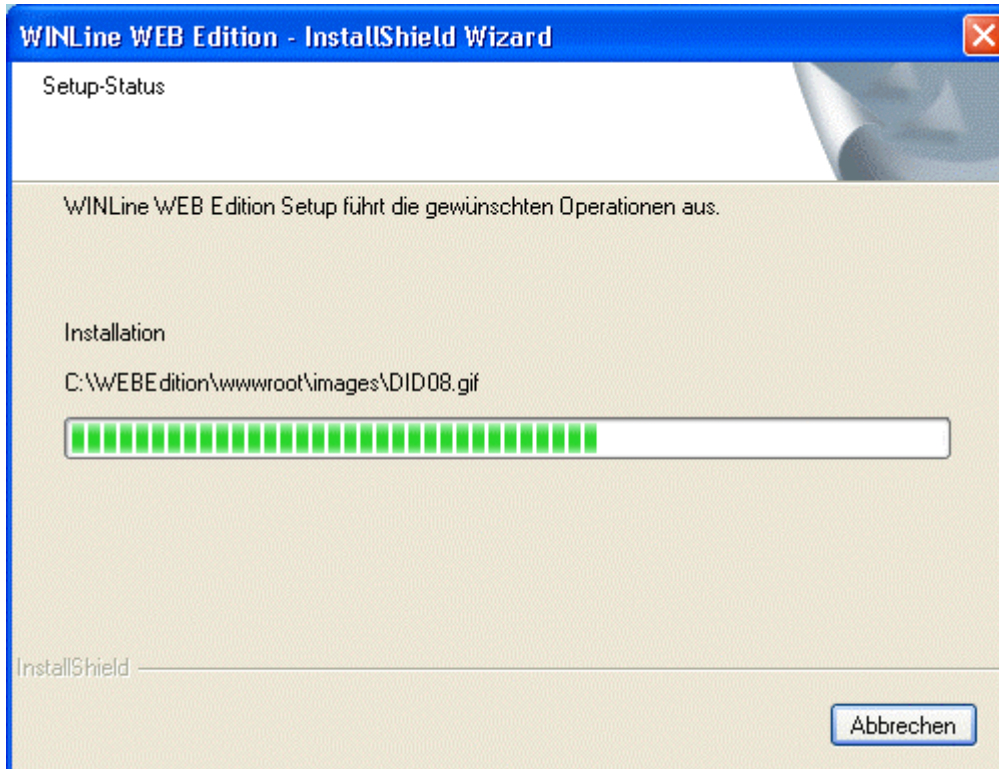 WINLine WEB Edition - InstallShield Wizard
Setup-Status
WINLine WEB Edition Setup führt die gewünschten Operationen aus.
Installation
C:\WEBEdition\wwwroot\images\DID08.gif
InstallShield
Abbrechen